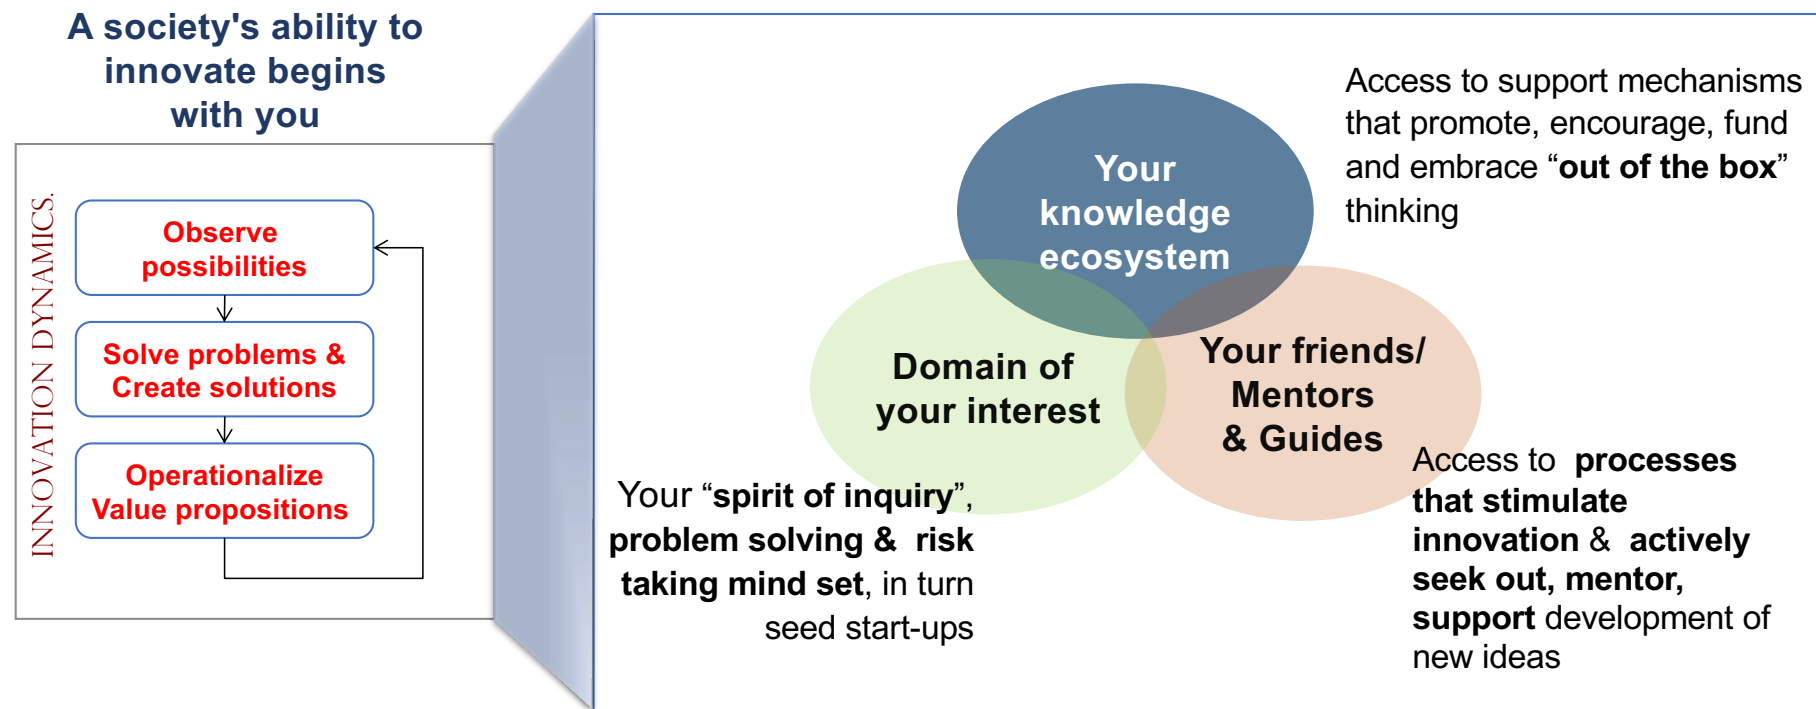 A society's ability to
innovate begins
with you
INNOVATION DYNAMICS.
Observe
possibilities
Solve problems &
Create solutions
Operationalize
Value propositions
Your
knowledge
ecosystem
Access to support mechanisms
that promote, encourage, fund
and embrace “out of the box”
thinking
Domain of
your interest
Your friends/
Mentors
& Guides
Your “spirit of inquiry”,
problem solving & risk
taking mind set, in turn
seed start-ups
Access to processes
that stimulate
innovation & actively
seek out, mentor,
support development of
new ideas